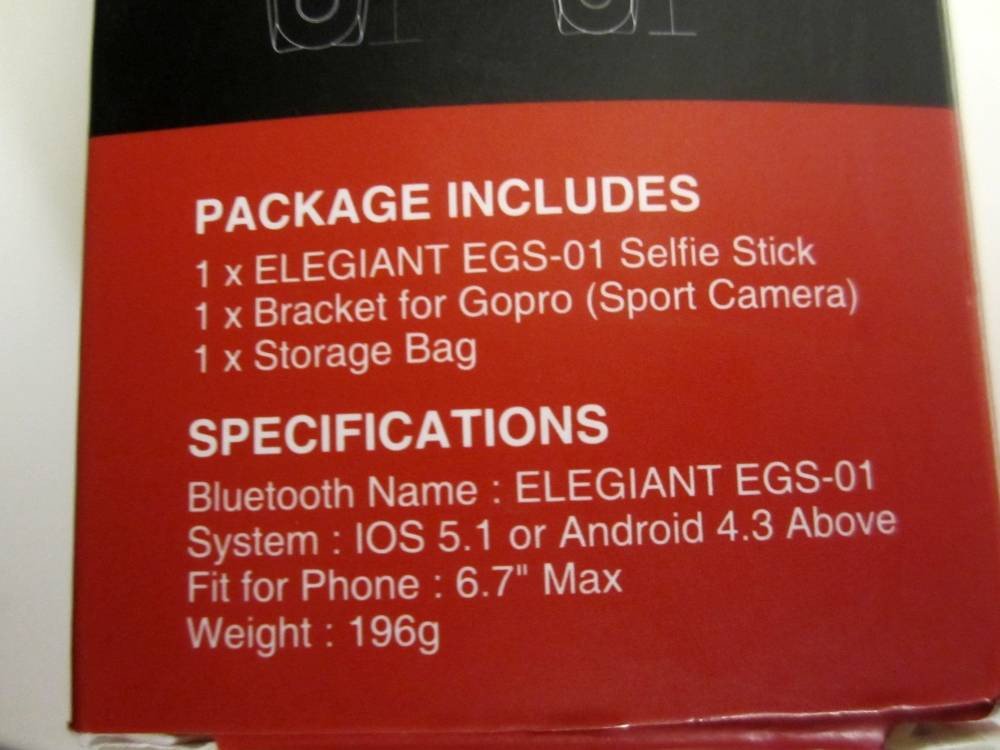 PACKAGE INCLUDES
1 x ELEGIANT EGS-01 Selfie Stick
1 x Bracket for Gopro (Sport Camera)
1 x Storage Bag
SPECIFICATIONS
Bluetooth Name : ELEGIANT EGS-01
System : IOS 5.1 or Android 4.3 Above
Fit for Phone : 6.7" Max
Weight : 196g